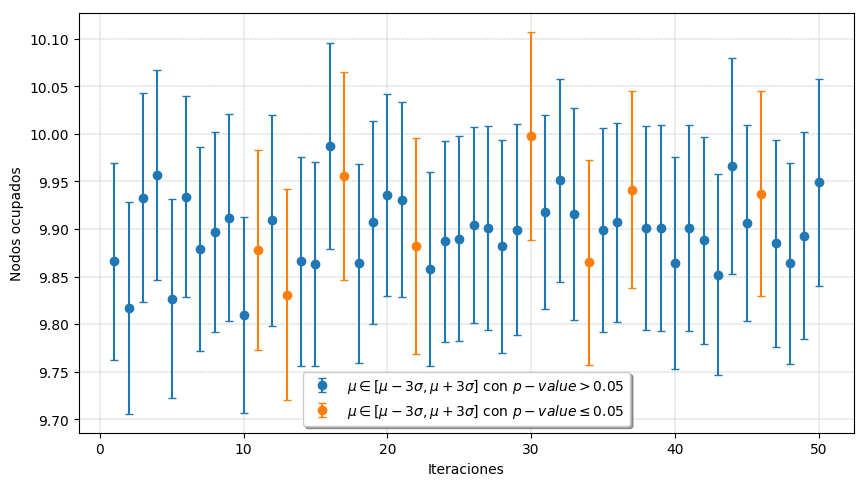 10.10
10.05
10.00
9.95
9.90
9.85
9.80
9.75
9.70
Nodos ocupados
μ ∈ [μ − 3σ, μ + 3σ] con p − value > 0.05
μ ∈ [μ − 3σ, μ + 3σ] con p − value ≤ 0.05
0 10 20 30 40 50
Iteraciones